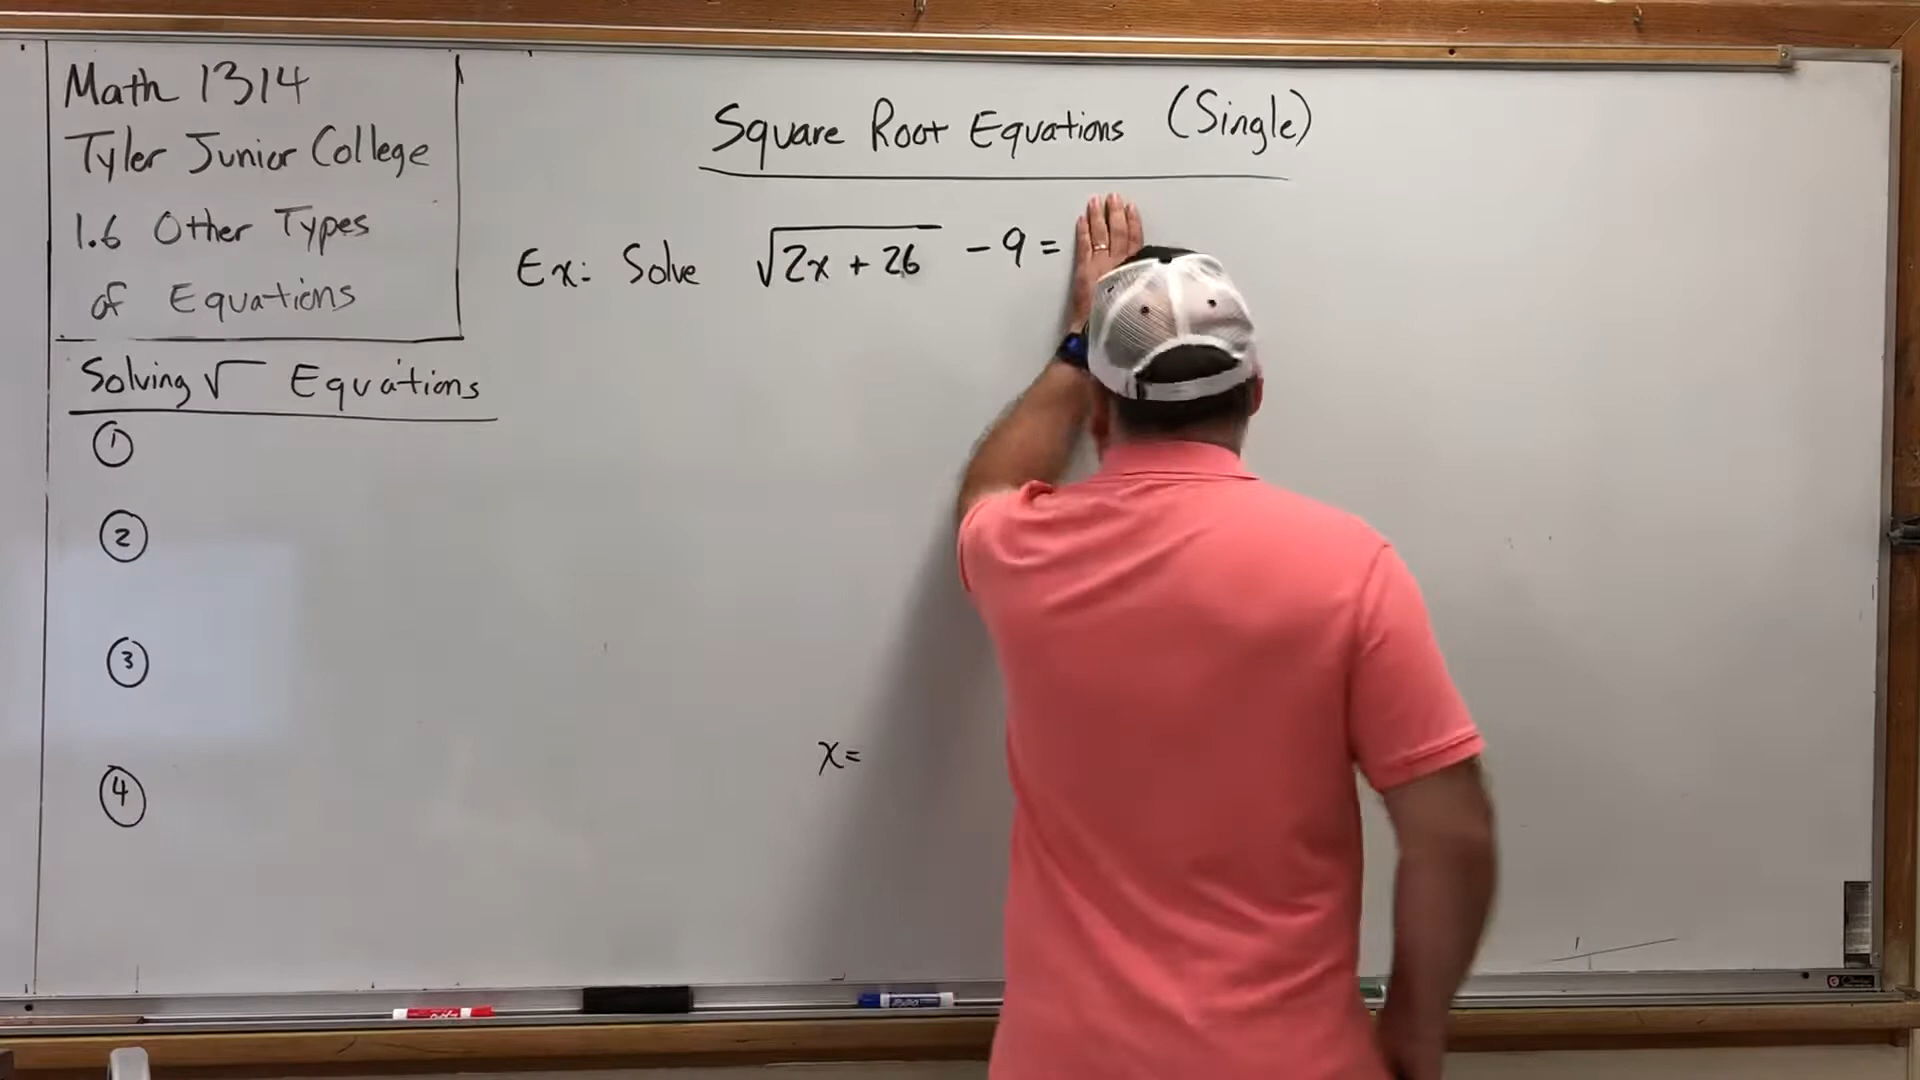 Math 1314
Tyler Junior College
1.6 Other Types
of Equations
Solving √ Equations
①
②
③
④
Square Root Equations (Single)
Ex: Solve √(2x + 26) - 9 =
x=